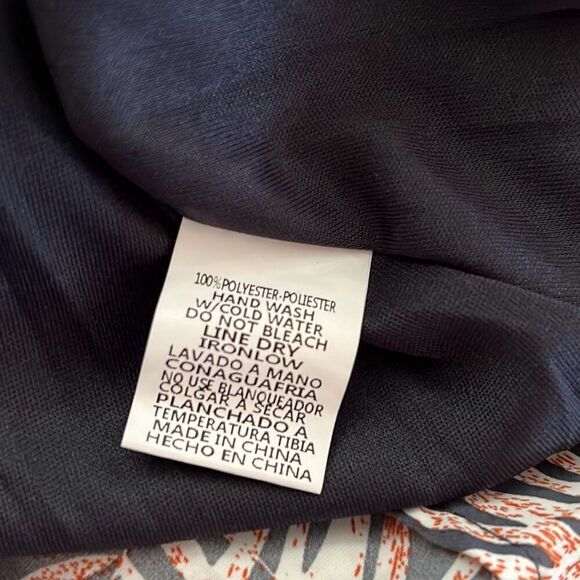 100%POLYESTER-POLIESTER
HAND WASH
W/ COLD WATER
DO NOT BLEACH
LINE DRY
IRONLOW
LAVADO A MANO
CONAGUAFRIA
NO USE BLANQUEADOR
COLGAR A SECAR
PLANCHADO A
TEMPERATURA TIBIA
MADE IN CHINA
HECHO EN CHINA